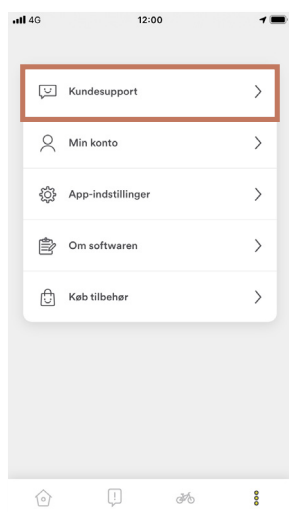 4G 12:00
Kundesupport
Min konto
App-indstillinger
Om softwaren
Køb tilbehør